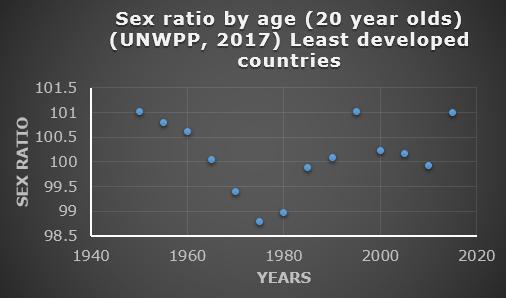 Sex ratio by age (20 year olds)
(UNWPP, 2017) Least developed
countries
SEX RATIO
101.5
101
100.5
100
99.5
99
98.5
1940 1960 1980 2000 2020
YEARS